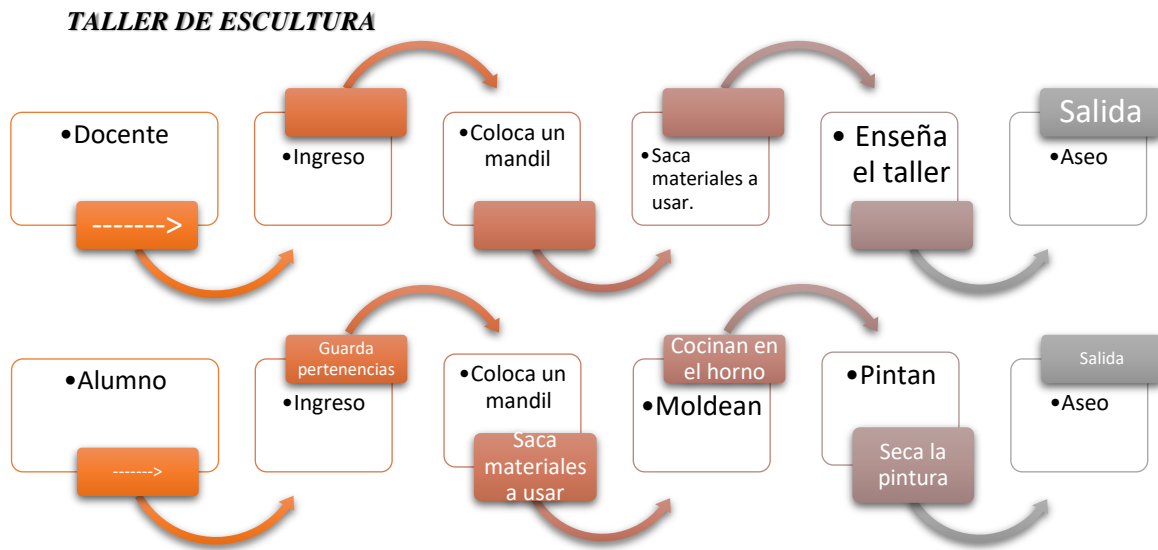 TALLER DE ESCULTURA
•Docente
------->
•Ingreso
•Coloca un
mandil
•Saca
materiales a
usar.
• Enseña
el taller
Salida
•Aseo
•Alumno
------->
Guarda
pertenencias
•Ingreso
•Coloca un
mandil
Saca
materiales
a usar
Cocinan en
el horno
•Moldean
•Pintan
Seca la
pintura
Salida
•Aseo